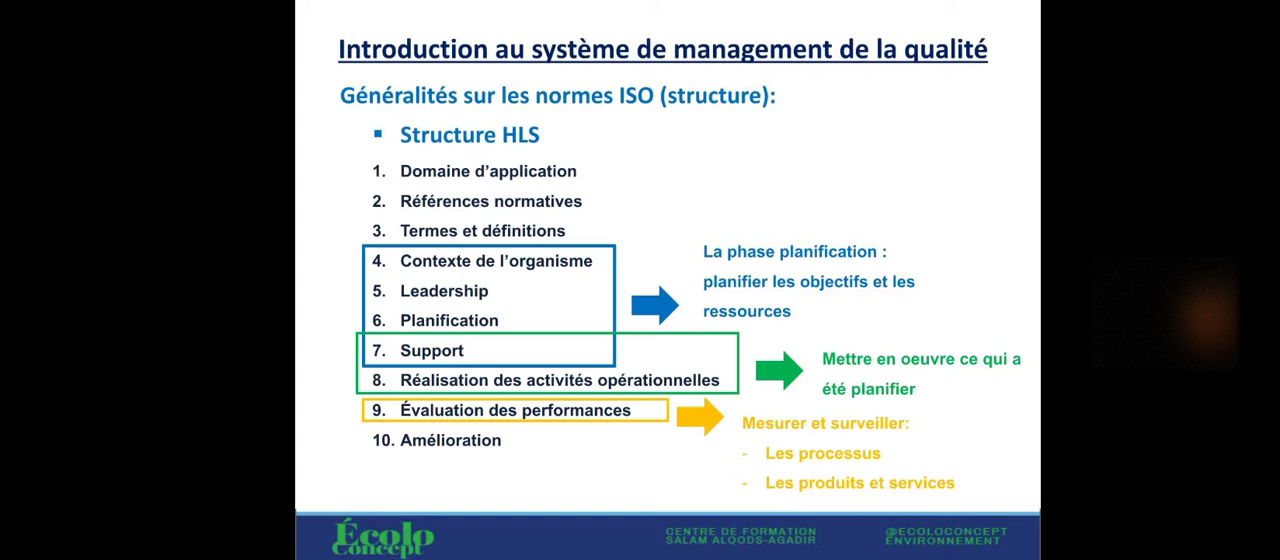 Introduction au système de management de la qualité
Généralités sur les normes ISO (structure):
▪ Structure HLS
1. Domaine d'application
2. Références normatives
3. Termes et définitions
4. Contexte de l'organisme
5. Leadership
6. Planification
7. Support
8. Réalisation des activités opérationnelles
9. Évaluation des performances
10. Amélioration
La phase planification :
planifier les objectifs et les
ressources
Mettre en oeuvre ce qui a
été planifier
Mesurer et surveiller:
- Les processus
- Les produits et services
Écolo
Concept
CENTRE DE FORMATION
SALAM ALQODS-AGADIR
@ECOLOCONCEPT
ENVIRONNEMENT